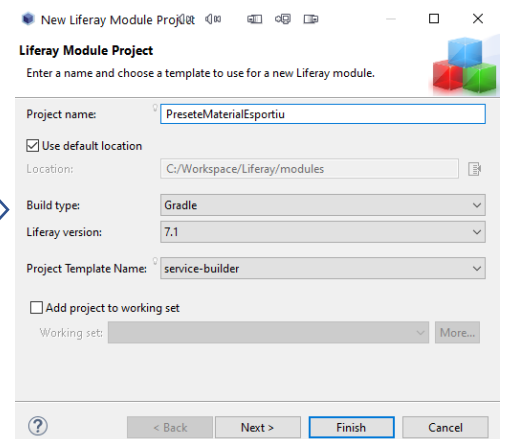 New Liferay Module Project
Liferay Module Project
Enter a name and choose a template to use for a new Liferay module.
Project name: PreseteMaterialEsportiu
Use default location
Location: C:/Workspace/Liferay/modules
Build type: Gradle
Liferay version: 7.1
Project Template Name: service-builder
Add project to working set
Working set: More...
? < Back Next > Finish Cancel